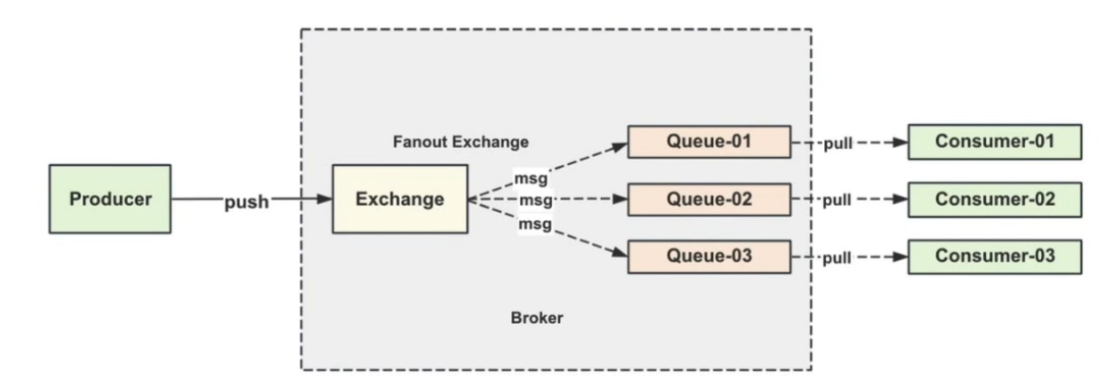 Fanout Exchange
Producer
push
Exchange
msg
msg
msg
Queue-01
Queue-02
Queue-03
pull
pull
pull
Consumer-01
Consumer-02
Consumer-03
Broker